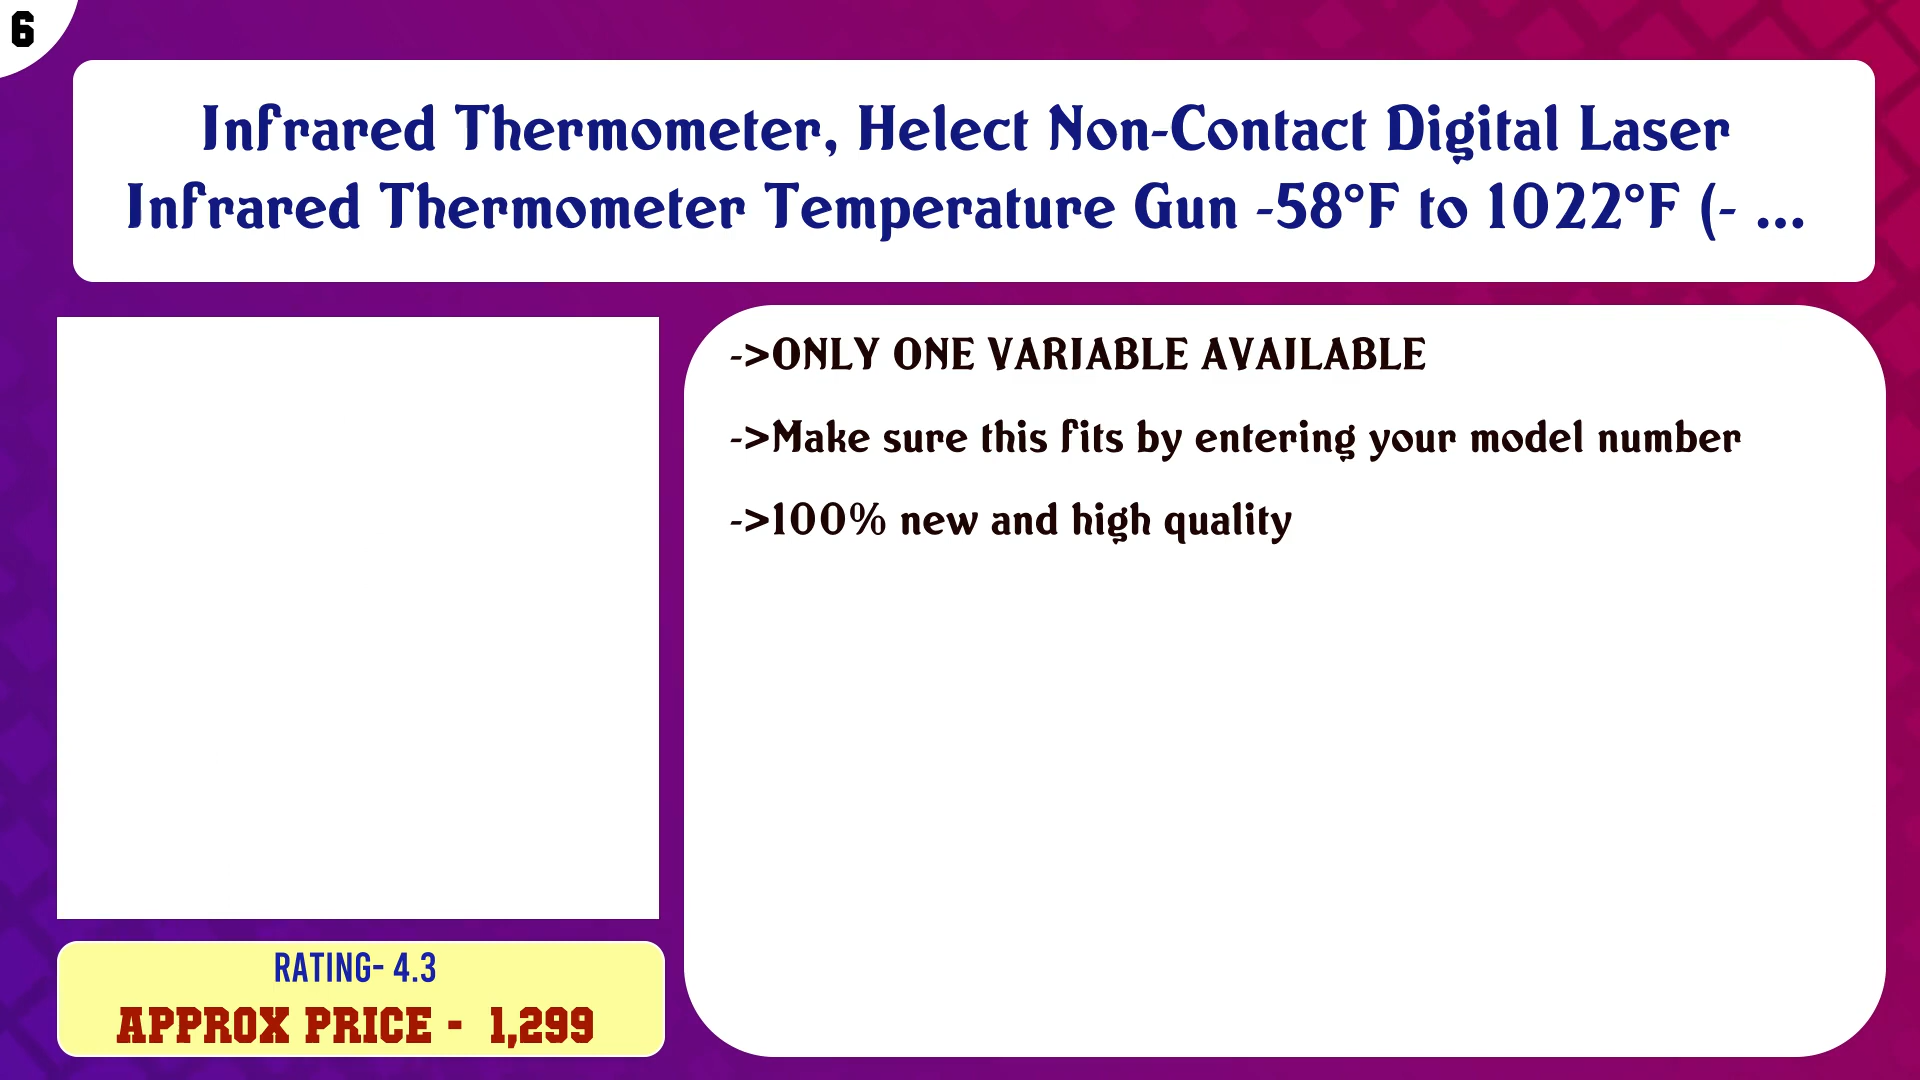 6
Infrared Thermometer, Helect Non-Contact Digital Laser
Infrared Thermometer Temperature Gun -58°F to 1022°F (- ...
->ONLY ONE VARIABLE AVAILABLE
->Make sure this fits by entering your model number
->100% new and high quality
RATING- 4.3
APPROX PRICE - 1,299